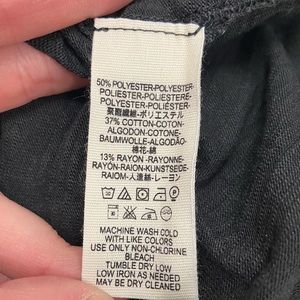 50% POLYESTER-POLYESTER-
POLIESTER-POLIESTERE-
聚酯纖維-ポリエステル
37% COTTON-COTON-
ALGODON-COTONE-
BAUMWOLLE-ALGODÃO-
棉花-綿
13% RAYON-RAYONNE-
RAYÓN-RAION-KUNSTSEIDE-
RAIOM-人造絲-レーヨン
MACHINE WASH COLD
WITH LIKE COLORS
USE ONLY NON-CHLORINE
BLEACH
TUMBLE DRY LOW
LOW IRON AS NEEDED
MAY BE DRY CLEANED